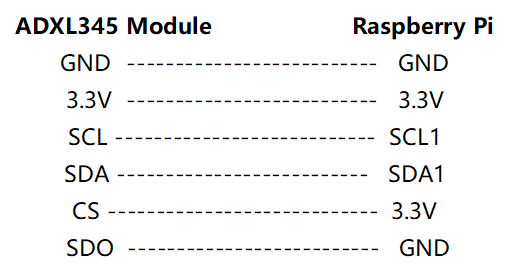 ADXL345 Module Raspberry Pi
GND --------------------------- GND
3.3V --------------------------- 3.3V
SCL ---------------------------- SCL1
SDA --------------------------- SDA1
CS ----------------------------- 3.3V
SDO --------------------------- GND